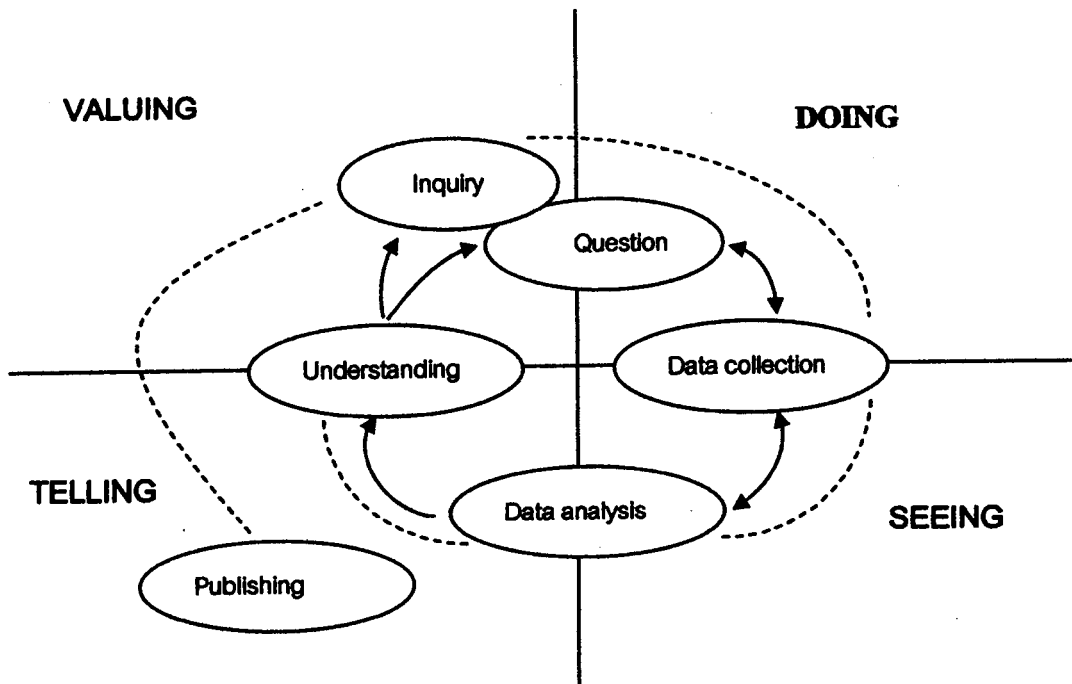 VALUING
DOING
Inquiry
Question
Understanding
Data collection
TELLING
Data analysis
SEEING
Publishing